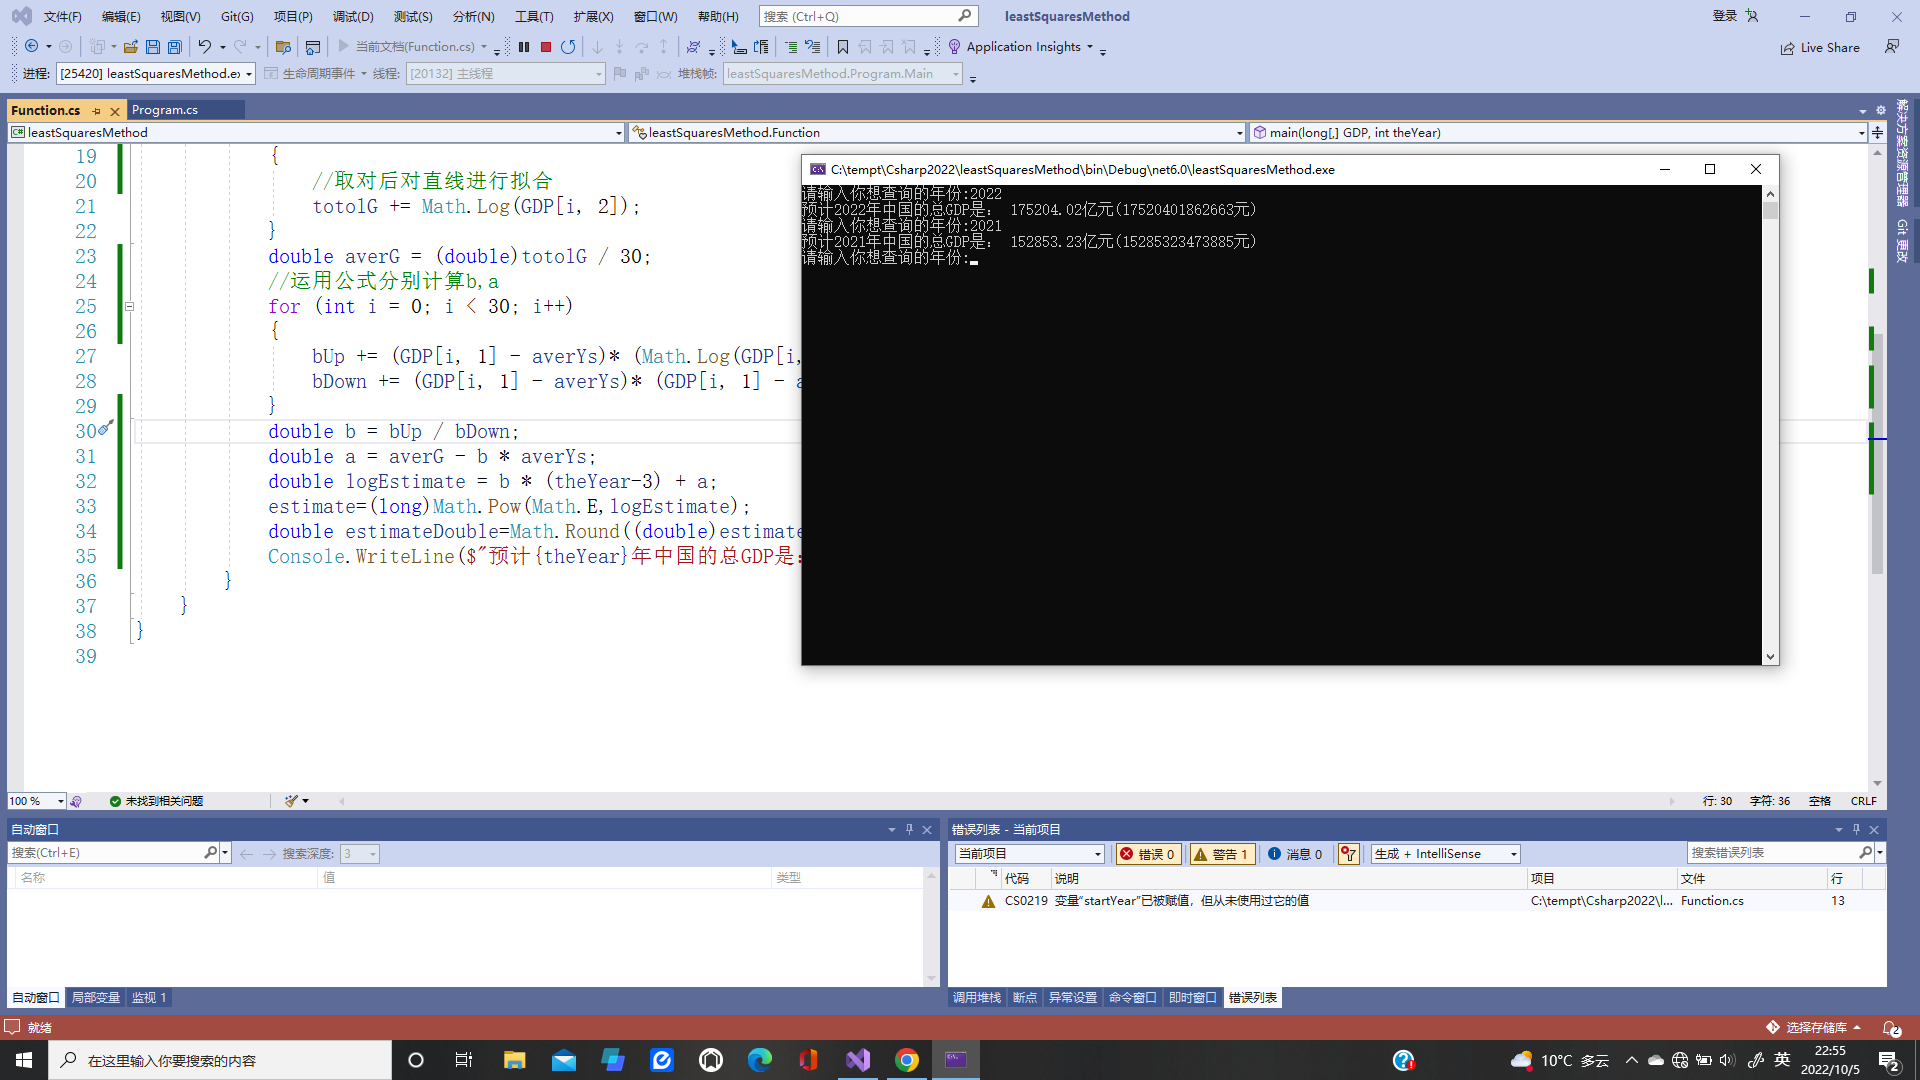 文件(F) 编辑(E) 视图(V) Git(G) 项目(P) 调试(D) 测试(S) 分析(N) 工具(T) 扩展(X) 窗口(W) 帮助(H) 搜索 (Ctrl+Q) leastSquaresMethod 登录
当前文档(Function.cs) Application Insights Live Share
进程: [25420] leastSquaresMethod.ex 生命周期事件 线程: [20132] 主线程 堆栈帧: leastSquaresMethod.Program.Main
Function.cs Program.cs
leastSquaresMethod leastSquaresMethod.Function main(long[,] GDP, int theYear)
19 {
20 //取对后对直线进行拟合
21 totolG += Math.Log(GDP[i, 2]);
22 }
23 double averG = (double)totolG / 30;
24 //运用公式分别计算b,a
25 for (int i = 0; i < 30; i++)
26 {
27 bUp += (GDP[i, 1] - averYs)* (Math.Log(GDP[i,
28 bDown += (GDP[i, 1] - averYs)* (GDP[i, 1] - a
29 }
30 double b = bUp / bDown;
31 double a = averG - b * averYs;
32 double logEstimate = b * (theYear-3) + a;
33 estimate=(long)Math.Pow(Math.E,logEstimate);
34 double estimateDouble=Math.Round((double)estimate
35 Console.WriteLine($"预计{theYear}年中国的总GDP是:
36 }
37 }
38 }
39
C:\tempt\Csharp2022\leastSquaresMethod\bin\Debug\net6.0\leastSquaresMethod.exe
请输入你想查询的年份:2022
预计2022年中国的总GDP是: 175204.02亿元(17520401862663元)
请输入你想查询的年份:2021
预计2021年中国的总GDP是: 152853.23亿元(15285323473885元)
请输入你想查询的年份:
解决方案资源管理器
Git 更改
100 % 未找到相关问题 行: 30 字符: 36 空格 CRLF
自动窗口
搜索(Ctrl+E) 搜索深度: 3
名称 值 类型
自动窗口 局部变量 监视 1
错误列表 - 当前项目
当前项目 错误 0 警告 1 消息 0 生成 + IntelliSense 搜索错误列表
代码 说明 项目 文件 行
CS0219 变量"startYear"已被赋值，但从未使用过它的值 C:\tempt\Csharp2022\l... Function.cs 13
调用堆栈 断点 异常设置 命令窗口 即时窗口 错误列表
就绪 选择存储库 2
在这里输入你要搜索的内容 10°C 多云 英 22:55
2022/10/5 2